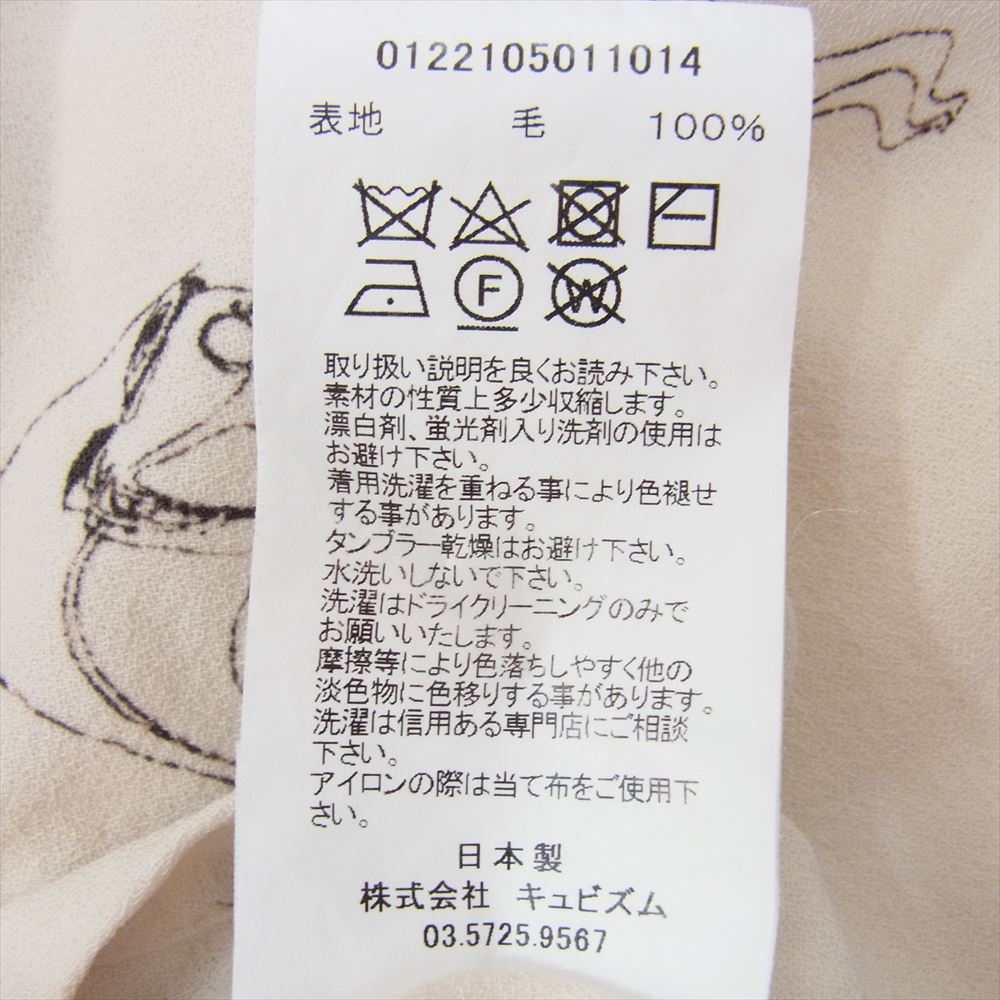 0122105011014
表地 毛 100%
F W
取り扱い説明を良くお読み下さい。
素材の性質上多少収縮します。
漂白剤、蛍光剤入り洗剤の使用は
お避け下さい。
着用洗濯を重ねる事により色褪せ
する事があります。
タンブラー乾燥はお避け下さい。
水洗いしないで下さい。
洗濯はドライクリーニングのみで
お願いいたします。
摩擦等により色落ちしやすく他の
淡色物に色移りする事があります。
洗濯は信用ある専門店にご相談
下さい。
アイロンの際は当て布をご使用下
さい。
日本製
株式会社 キュビズム
03.5725.9567